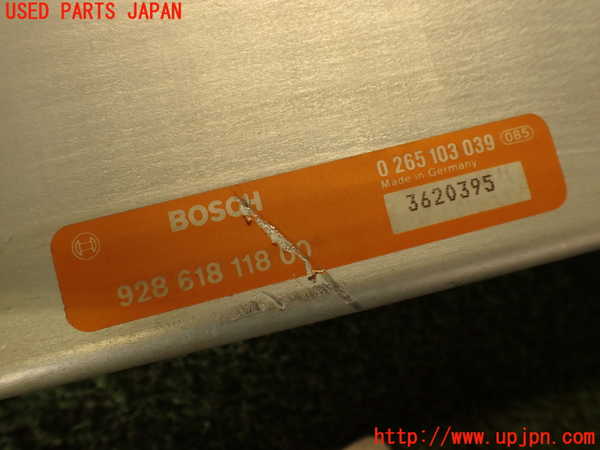 USED PARTS JAPAN
BOSCH
0 265 103 039 085
Made in Germany
3620395
928 618 118 00
http://www.upjpn.com